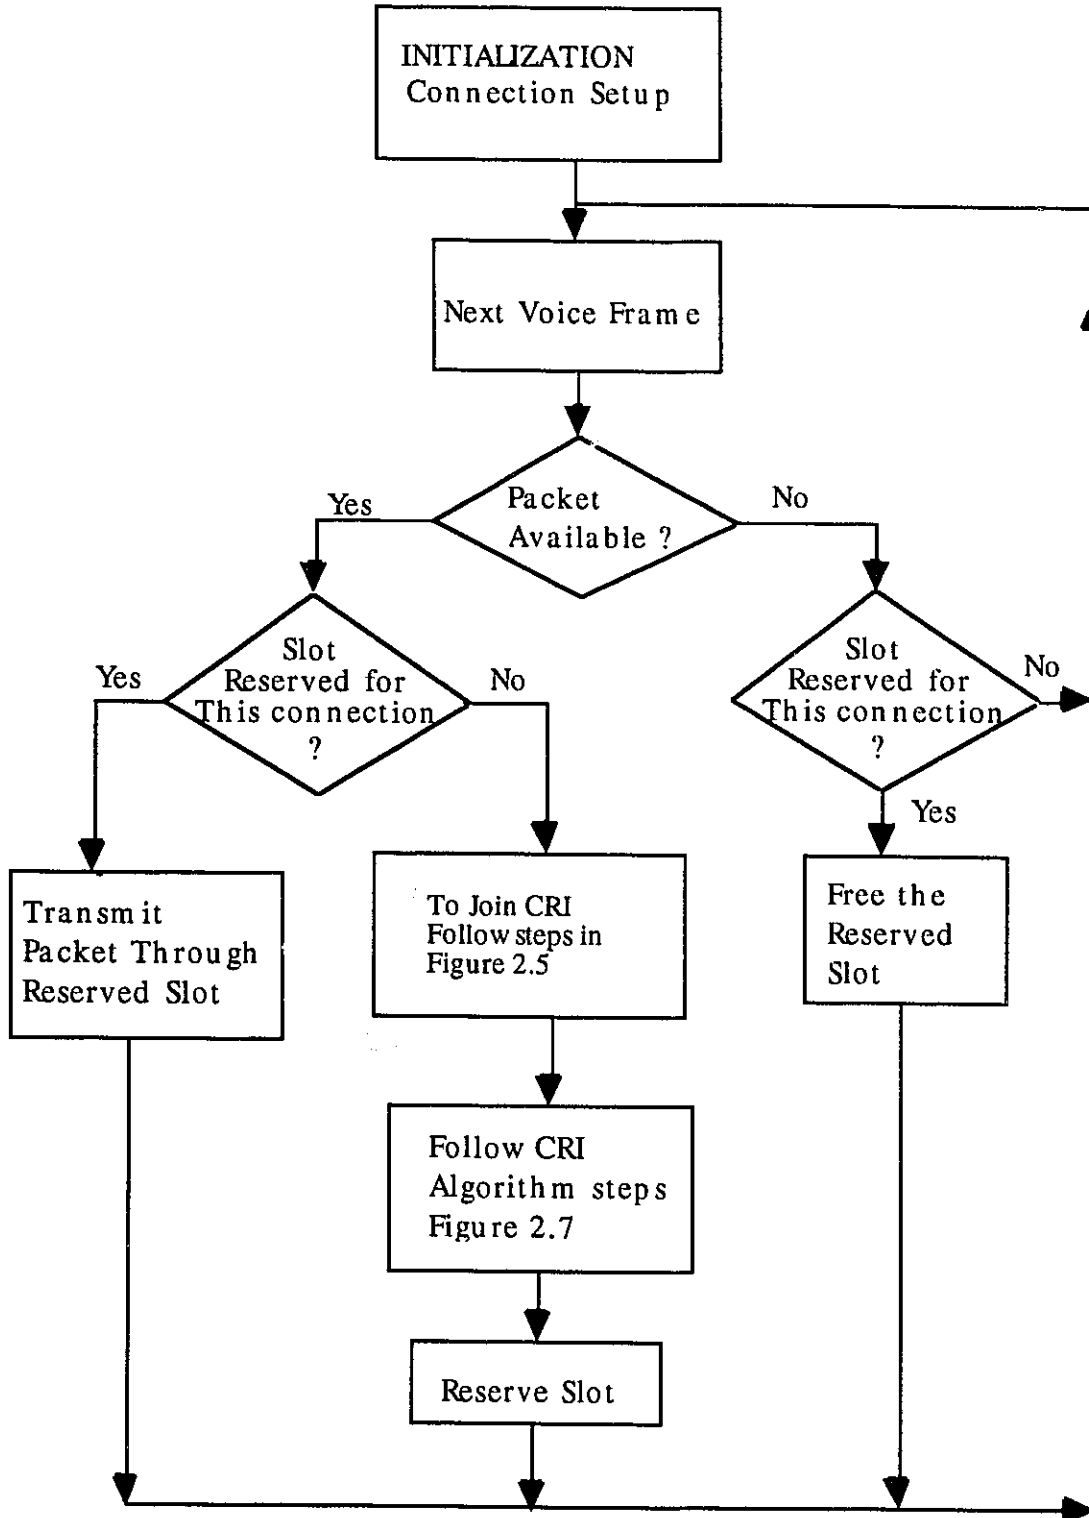 INITIALIZATION
Connection Setup
Next Voice Frame
Packet
Available ?
Yes
No
Slot
Reserved for
This connection
?
Yes
No
Slot
Reserved for
This connection
?
No
Yes
Transmit
Packet Through
Reserved Slot
To Join CRI
Follow steps in
Figure 2.5
Free the
Reserved
Slot
Follow CRI
Algorithm steps
Figure 2.7
Reserve Slot